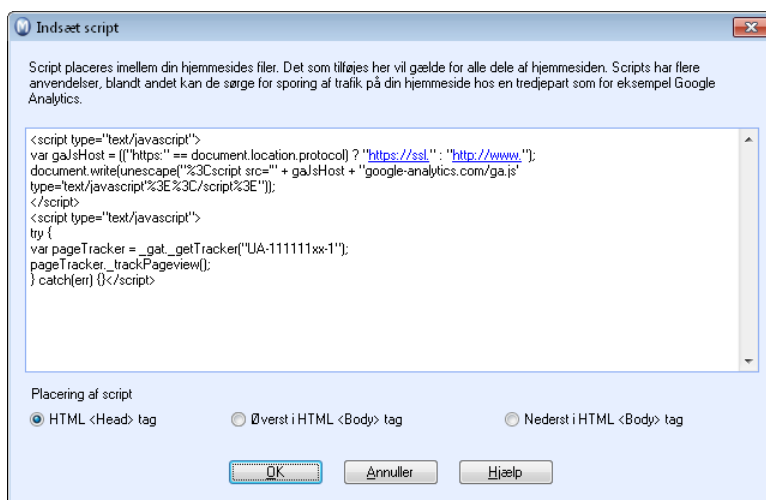 Indsæt script
Script placeres imellem din hjemmesides filer. Det som tilføjes her vil gælde for alle dele af hjemmesiden. Scripts har flere
anvendelser, blandt andet kan de sørge for sporing af trafik på din hjemmeside hos en tredjepart som for eksempel Google
Analytics.
<script type="text/javascript">
var gaJsHost = (("https:" == document.location.protocol) ? "https://ssl." : "http://www.");
document.write(unescape("%3Cscript src='" + gaJsHost + "google-analytics.com/ga.js'
type='text/javascript'%3E%3C/script%3E"));
</script>
<script type="text/javascript">
try {
var pageTracker = _gat._getTracker("UA-111111xx-1");
pageTracker._trackPageview();
} catch(err) {}</script>
Placering af script
HTML <Head> tag Øverst i HTML <Body> tag Nederst i HTML <Body> tag
OK Annuller Hjælp